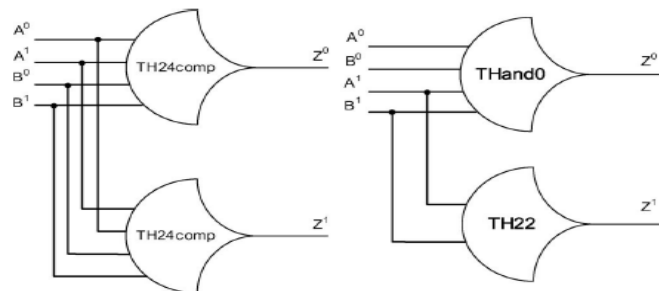 A⁰
A¹
B⁰
B¹
TH24comp
Z⁰
TH24comp
Z¹
A⁰
B⁰
A¹
B¹
THand0
Z⁰
TH22
Z¹